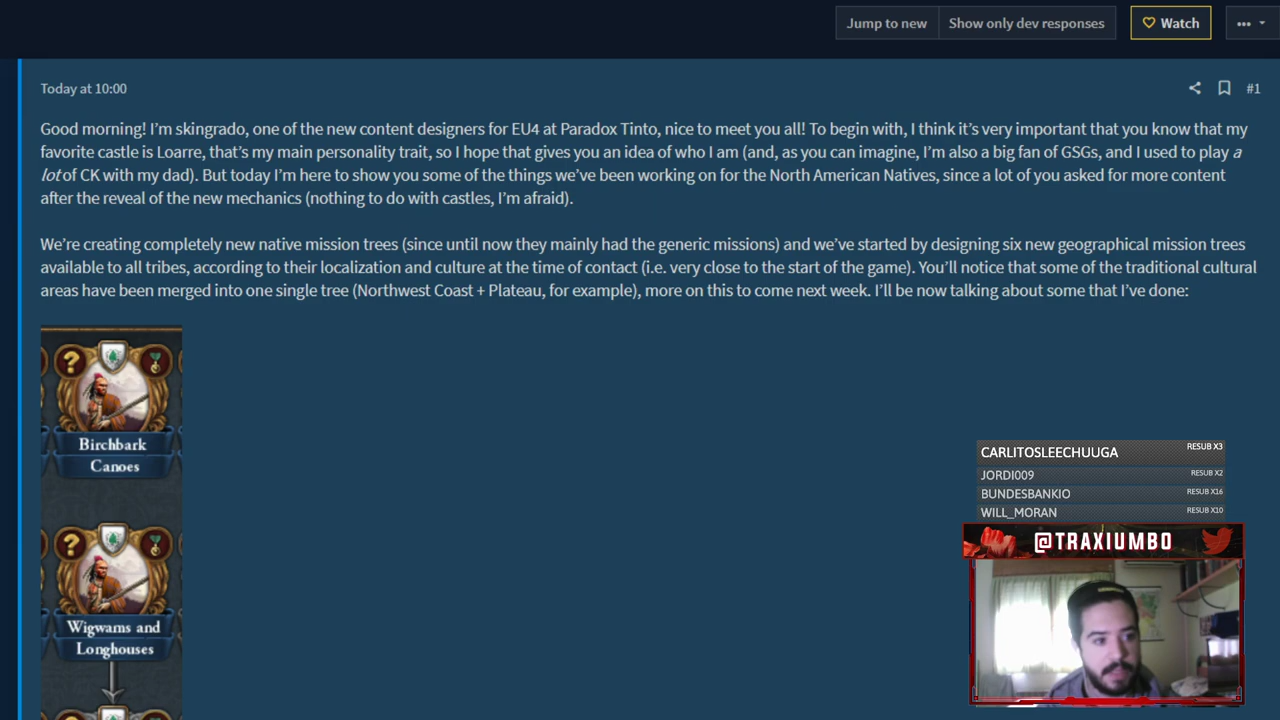 Jump to new
Show only dev responses
Watch
Today at 10:00
#1
Good morning! I'm skingrado, one of the new content designers for EU4 at Paradox Tinto, nice to meet you all! To begin with, I think it's very important that you know that my
favorite castle is Loarre, that's my main personality trait, so I hope that gives you an idea of who I am (and, as you can imagine, I'm also a big fan of GSGs, and I used to play a
lot of CK with my dad). But today I'm here to show you some of the things we've been working on for the North American Natives, since a lot of you asked for more content
after the reveal of the new mechanics (nothing to do with castles, I'm afraid).
We're creating completely new native mission trees (since until now they mainly had the generic missions) and we've started by designing six new geographical mission trees
available to all tribes, according to their localization and culture at the time of contact (i.e. very close to the start of the game). You'll notice that some of the traditional cultural
areas have been merged into one single tree (Northwest Coast + Plateau, for example), more on this to come next week. I'll be now talking about some that I've done:
Birchbark
Canoes
Wigwams and
Longhouses
CARLITOSLEECHUUGA RESUB X3
JORDI009 RESUB X2
BUNDESBANKIO RESUB X16
WILL_MORAN RESUB X10
@TRAXIUMBO